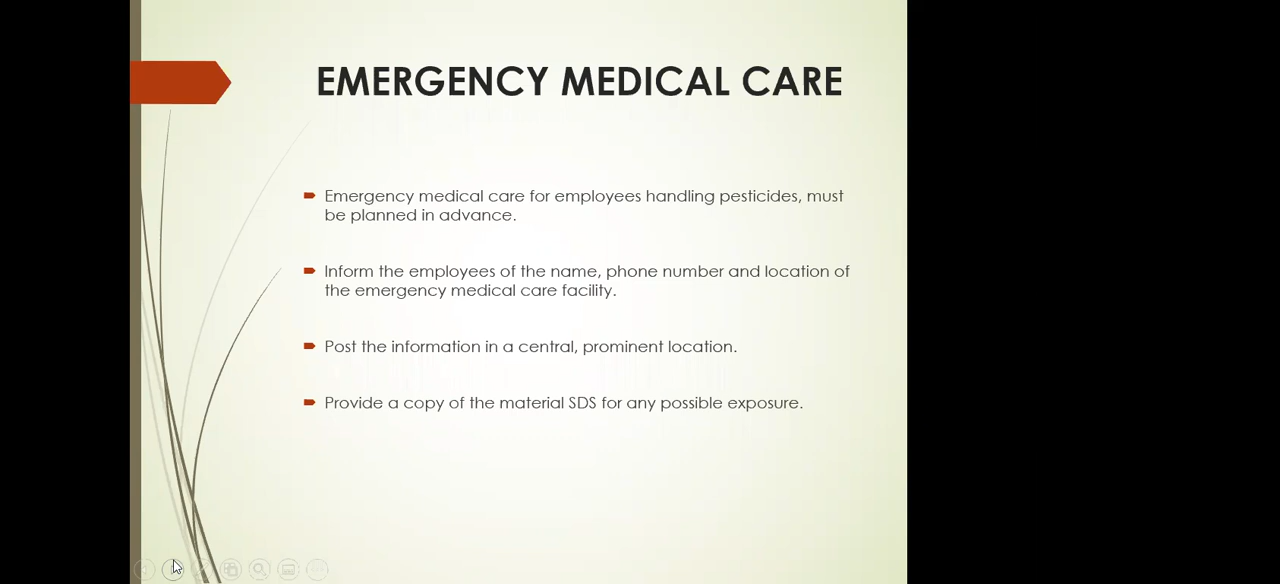 EMERGENCY MEDICAL CARE
Emergency medical care for employees handling pesticides, must
be planned in advance.
Inform the employees of the name, phone number and location of
the emergency medical care facility.
Post the information in a central, prominent location.
Provide a copy of the material SDS for any possible exposure.